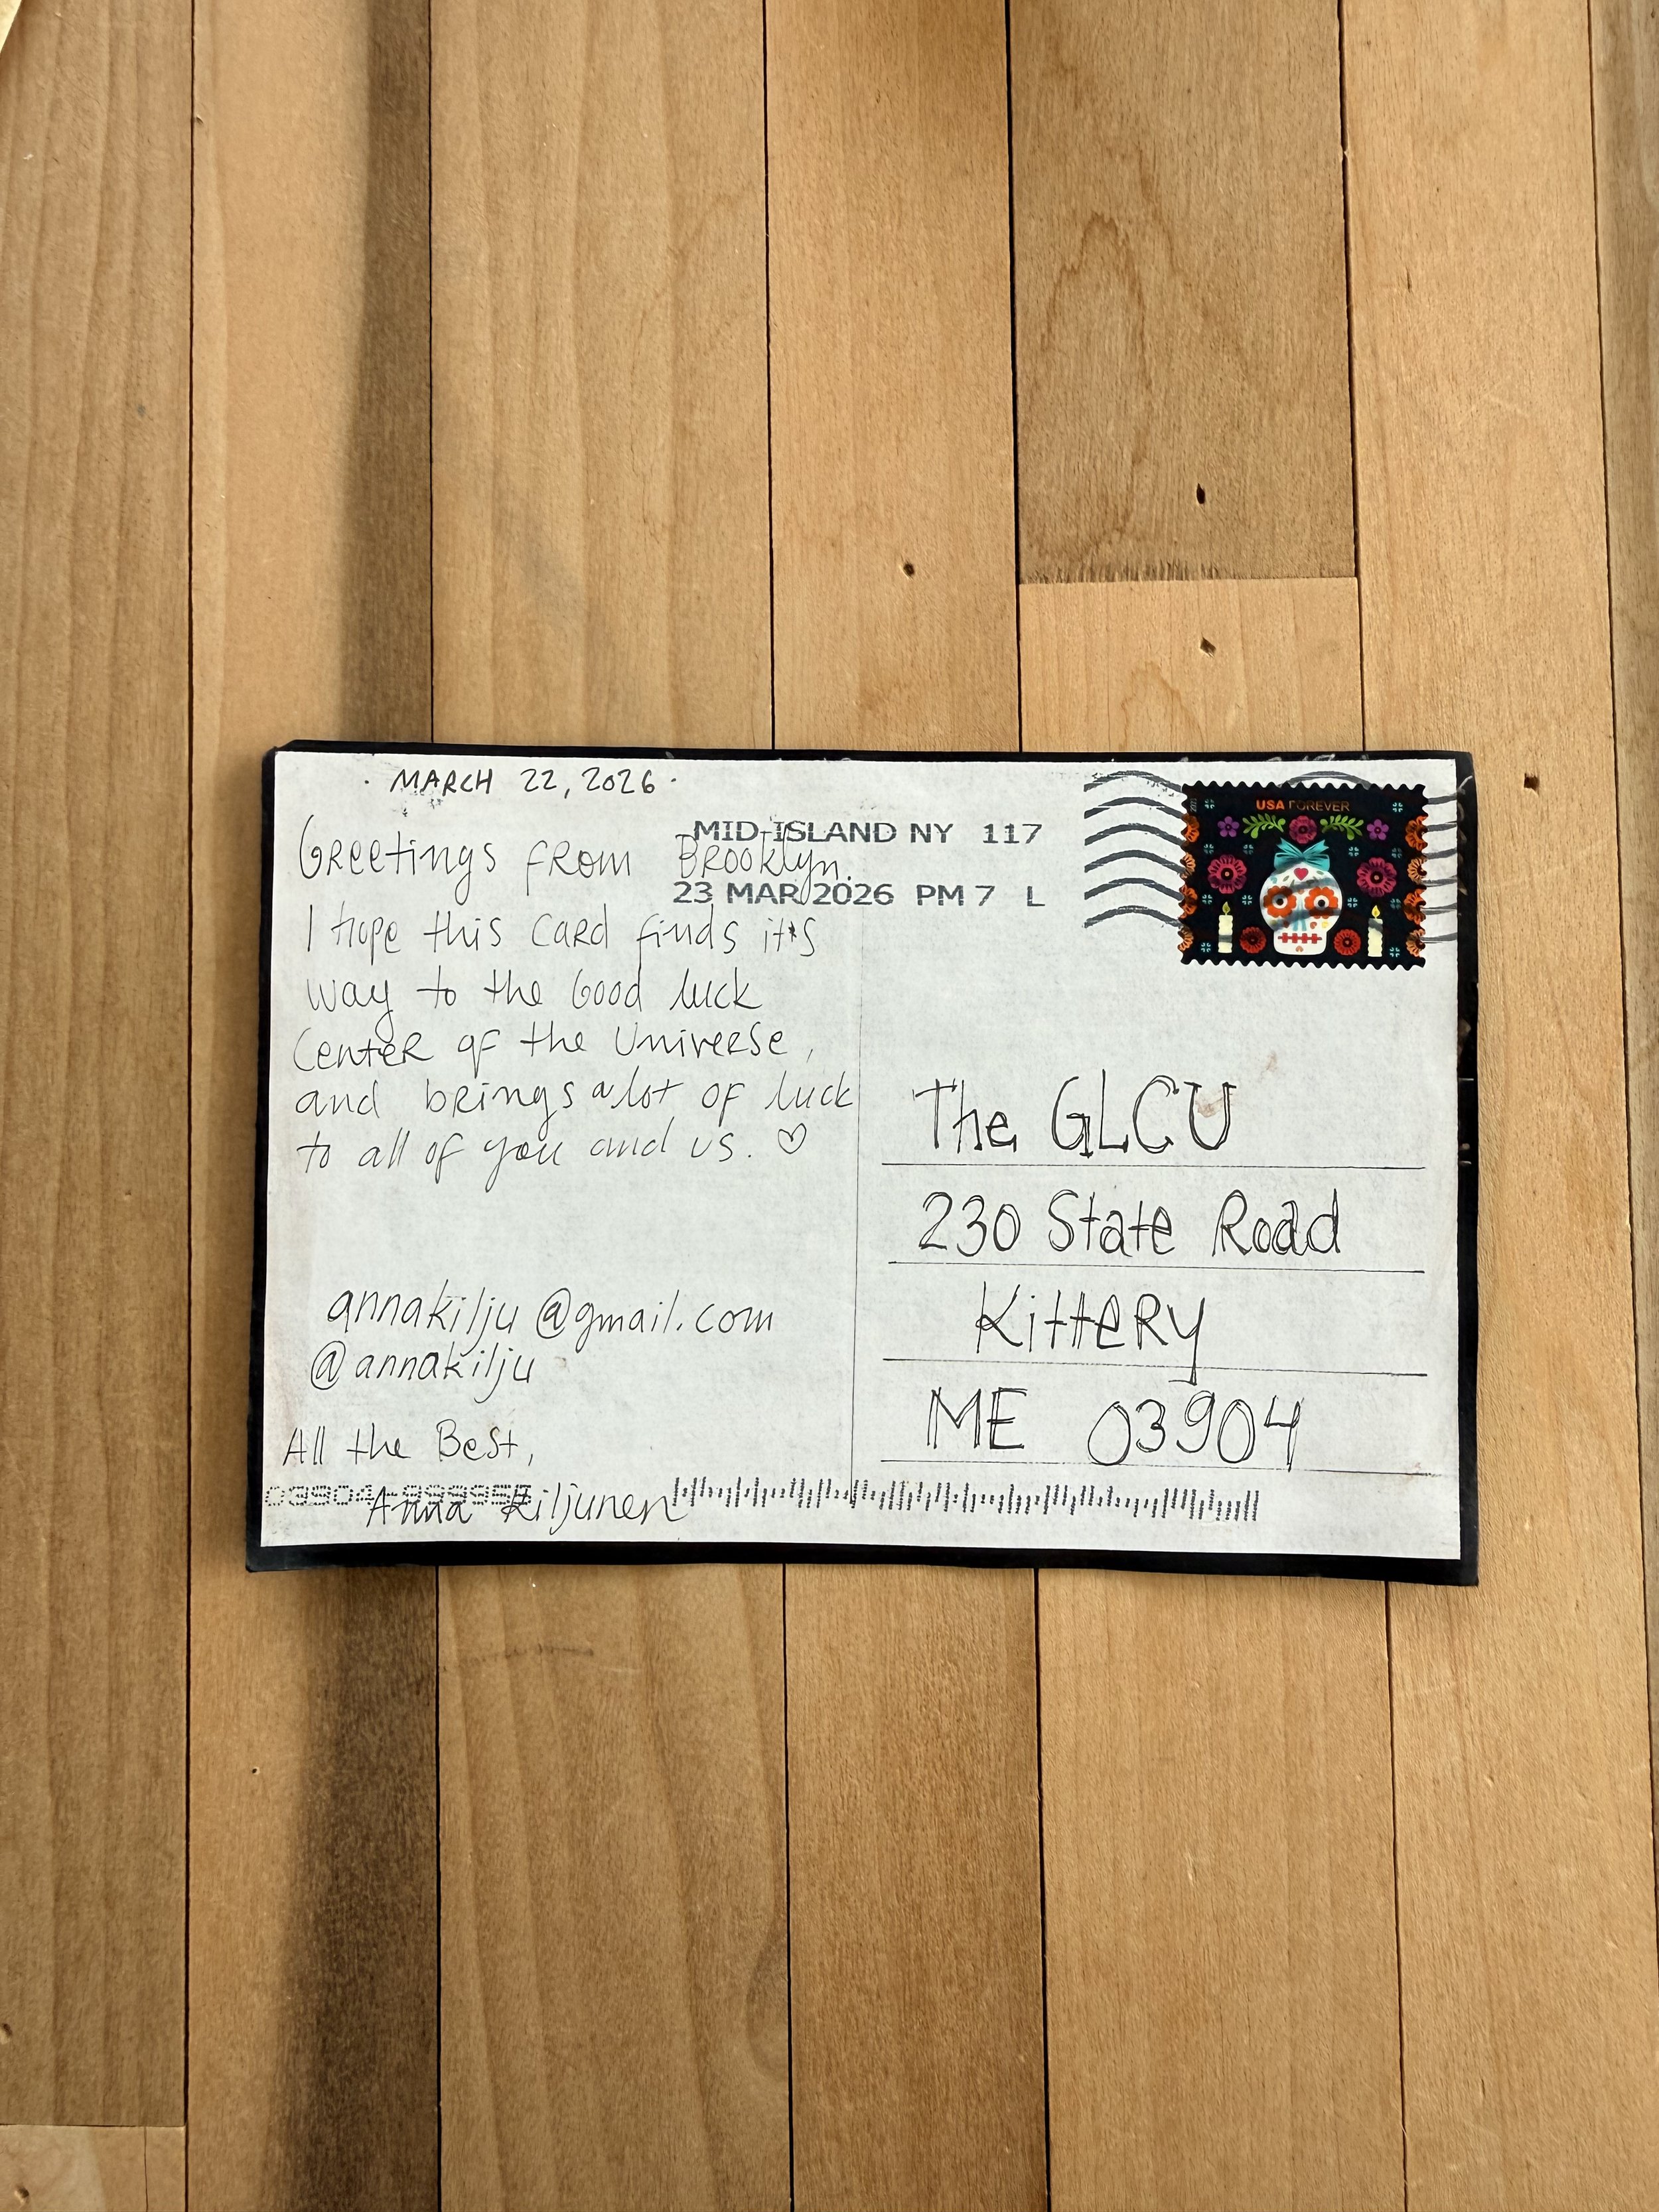 · MARCH 22, 2026 ·
Greetings from Brooklyn.
I hope this card finds it's
way to the Good luck
Center of the Universe,
and brings a lot of luck
to all of you and us. ♡
annakilju@gmail.com
@annakilju
All the Best,
Anna Kiljunen
MID-ISLAND NY 117
23 MAR 2026 PM 7 L
USA FOREVER
The GLCU
230 State Road
Kittery
ME 03904